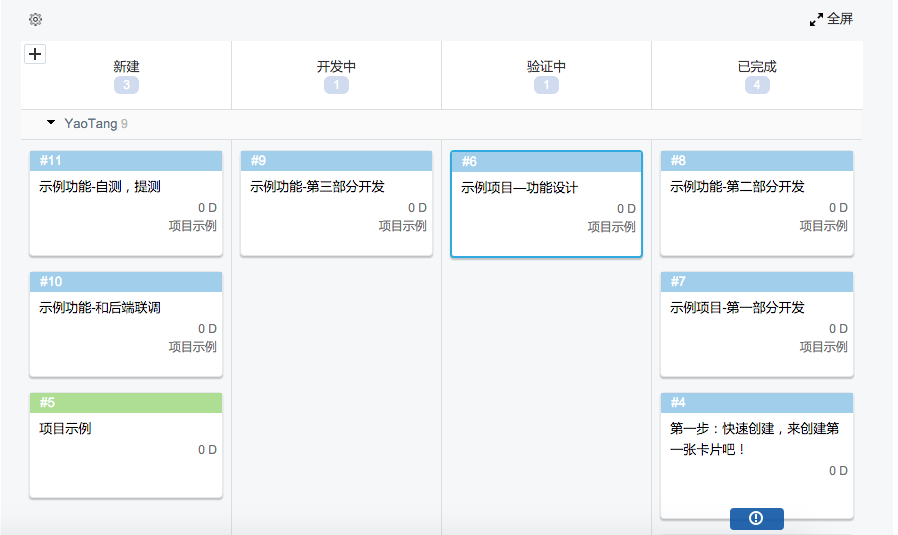 全屏
新建
3
开发中
1
验证中
1
已完成
4
YaoTang 9
#11
示例功能-自测，提测
0 D
项目示例
#10
示例功能-和后端联调
0 D
项目示例
#5
项目示例
0 D
#9
示例功能-第三部分开发
0 D
项目示例
#6
示例项目—功能设计
0 D
项目示例
#8
示例功能-第二部分开发
0 D
项目示例
#7
示例项目-第一部分开发
0 D
项目示例
#4
第一步：快速创建，来创建第
一张卡片吧！
0 D